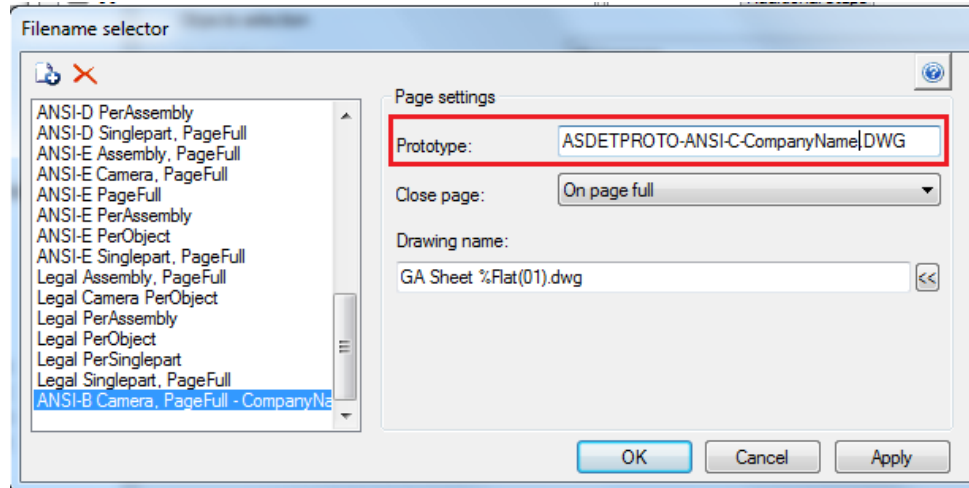 Filename selector
ANSI-D PerAssembly
ANSI-D Singlepart, PageFull
ANSI-E Assembly, PageFull
ANSI-E Camera, PageFull
ANSI-E PageFull
ANSI-E PerAssembly
ANSI-E PerObject
ANSI-E Singlepart, PageFull
Legal Assembly, PageFull
Legal Camera PerObject
Legal PerAssembly
Legal PerObject
Legal PerSinglepart
Legal Singlepart, PageFull
ANSI-B Camera, PageFull - CompanyNa
Page settings
Prototype: ASDETPROTO-ANSI-C-CompanyName.DWG
Close page: On page full
Drawing name:
GA Sheet %Flat(01).dwg
<<
OK Cancel Apply